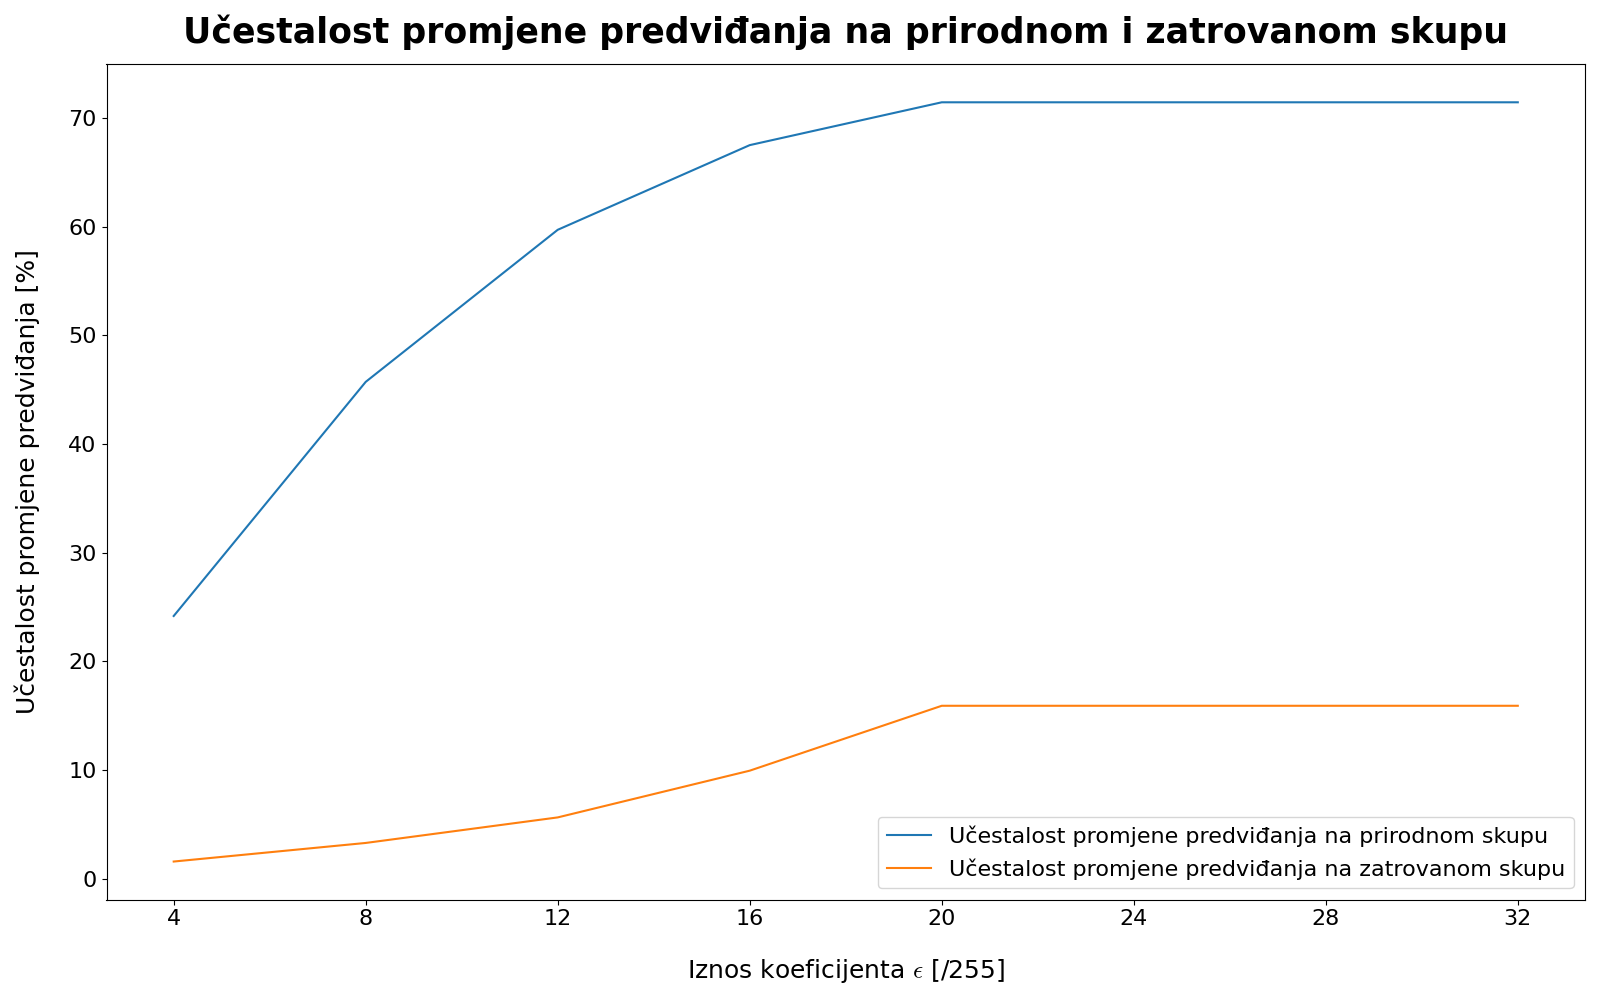 Učestalost promjene predviđanja na prirodnom i zatrovanom skupu
Učestalost promjene predviđanja [%]
70
60
50
40
30
20
10
0
Učestalost promjene predviđanja na prirodnom skupu
Učestalost promjene predviđanja na zatrovanom skupu
4 8 12 16 20 24 28 32
Iznos koeficijenta ϵ [/255]